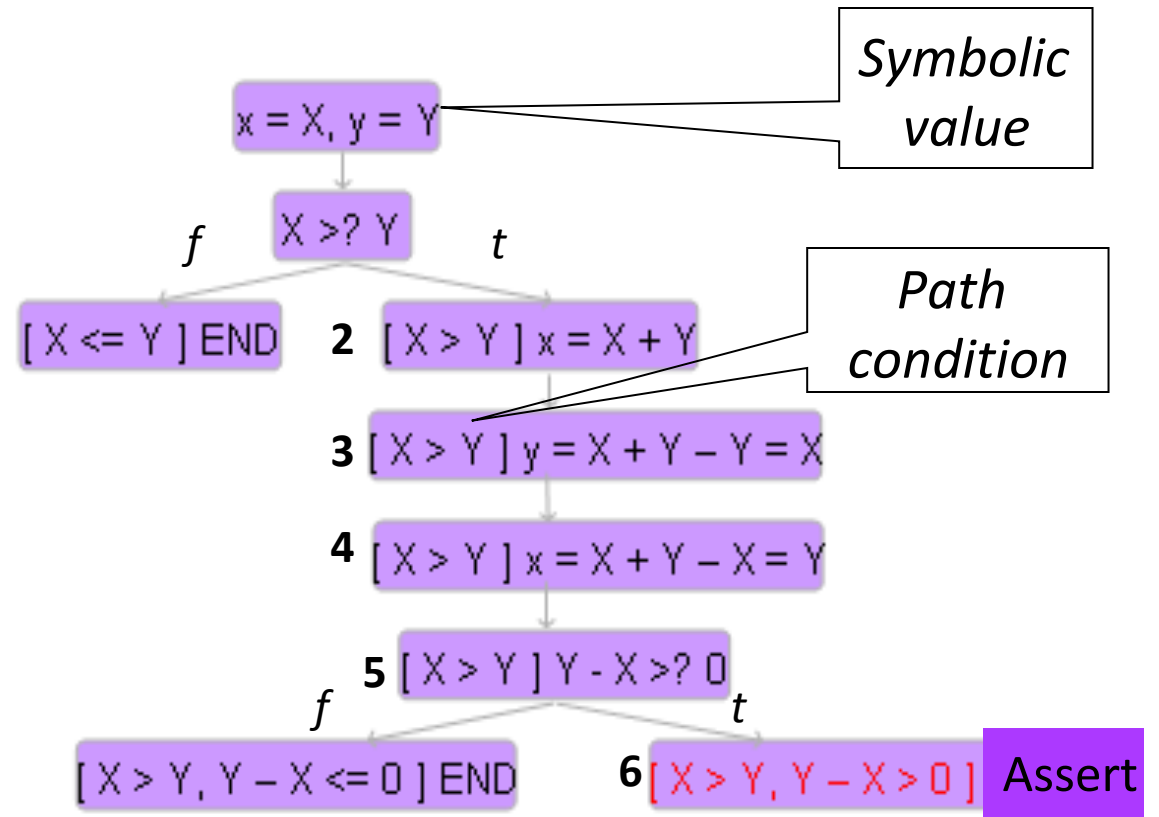 Symbolic
value
x = X, y = Y
X >? Y
f
t
Path
condition
[ X <= Y ] END
2
[ X > Y ] x = X + Y
3
[ X > Y ] y = X + Y – Y = X
4
[ X > Y ] x = X + Y – X = Y
5
[ X > Y ] Y - X >? 0
f
t
[ X > Y, Y – X <= 0 ] END
6
[ X > Y, Y – X > 0 ]
Assert